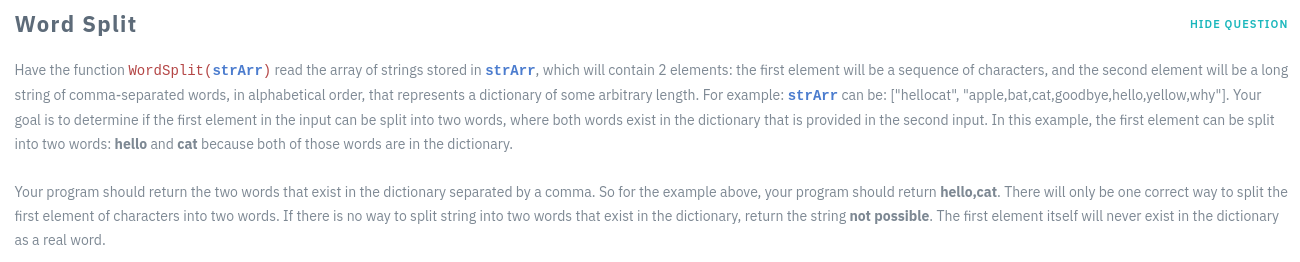 Word Split
HIDE QUESTION
Have the function WordSplit(strArr) read the array of strings stored in strArr, which will contain 2 elements: the first element will be a sequence of characters, and the second element will be a long
string of comma-separated words, in alphabetical order, that represents a dictionary of some arbitrary length. For example: strArr can be: ["hellocat", "apple,bat,cat,goodbye,hello,yellow,why"]. Your
goal is to determine if the first element in the input can be split into two words, where both words exist in the dictionary that is provided in the second input. In this example, the first element can be split
into two words: hello and cat because both of those words are in the dictionary.
Your program should return the two words that exist in the dictionary separated by a comma. So for the example above, your program should return hello,cat. There will only be one correct way to split the
first element of characters into two words. If there is no way to split string into two words that exist in the dictionary, return the string not possible. The first element itself will never exist in the dictionary
as a real word.